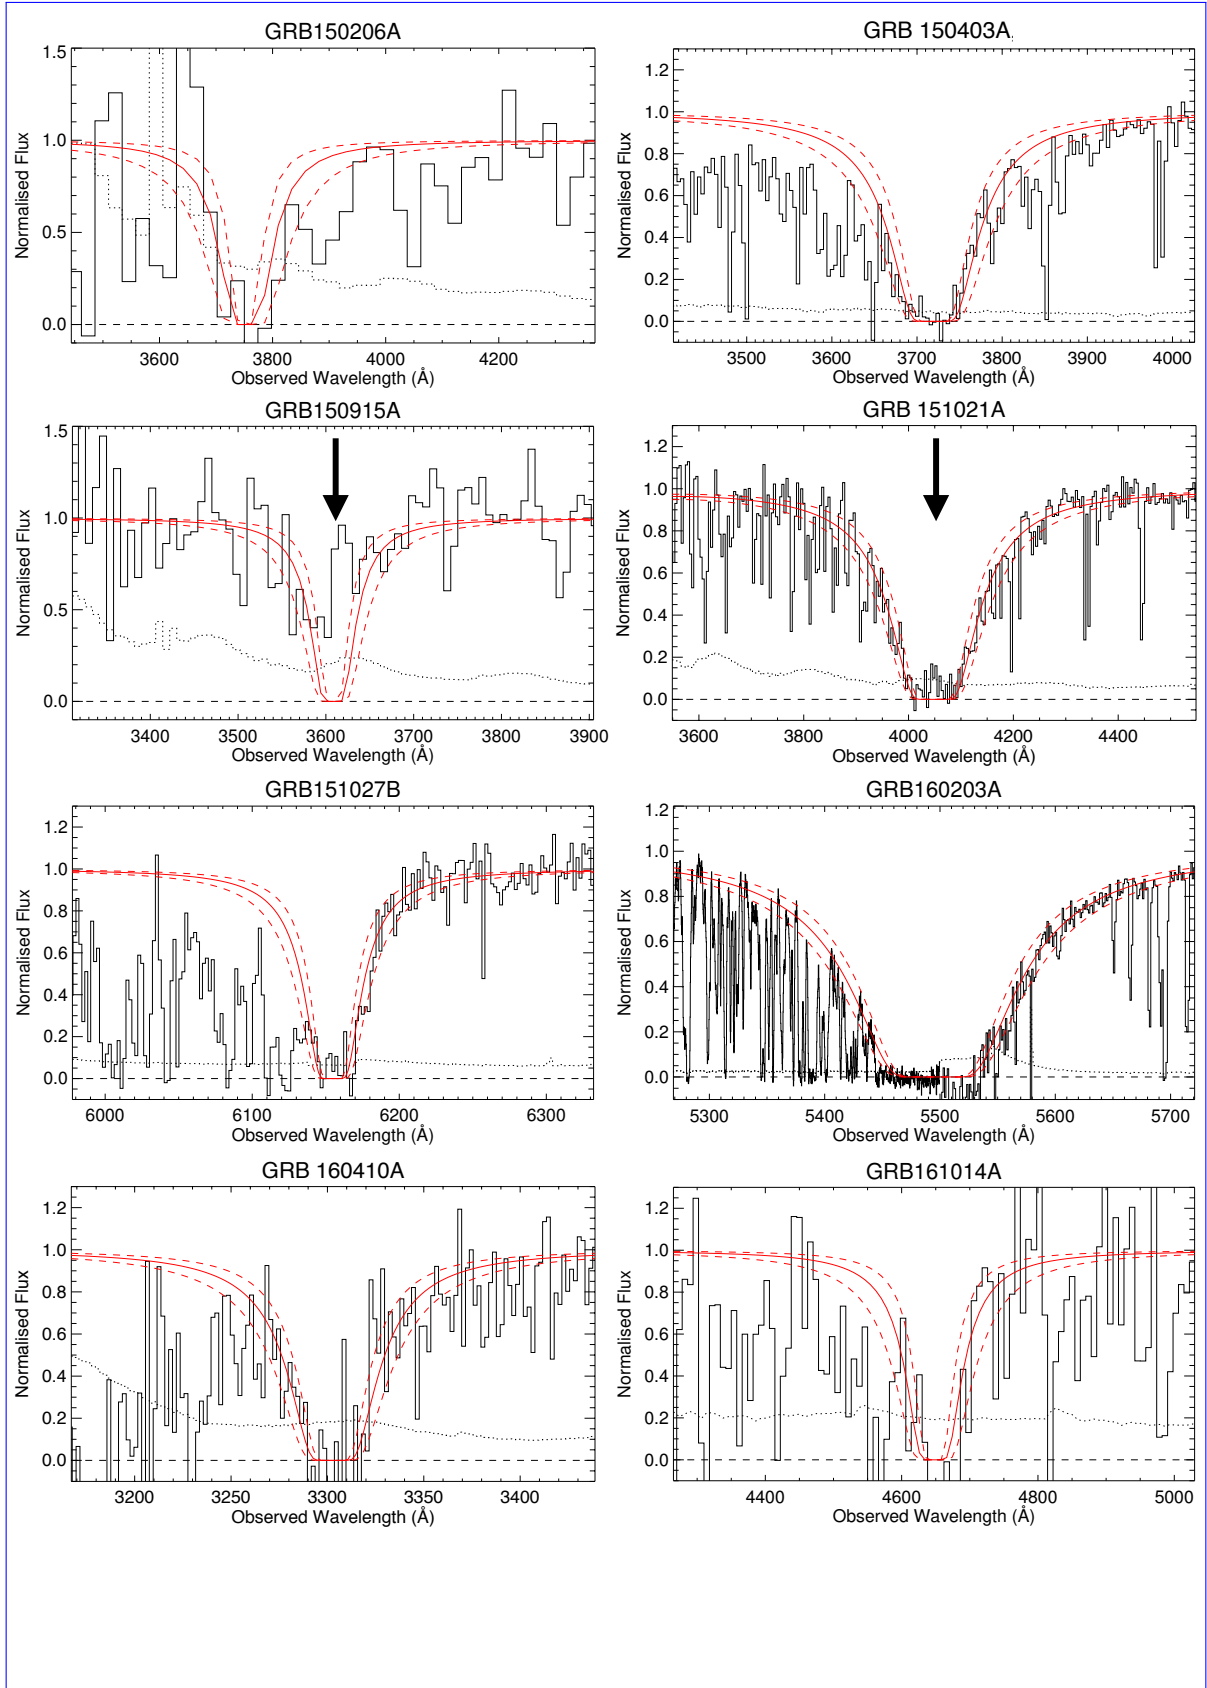 GRB150206A
1.5
1.0
0.5
0.0
Normalised Flux
3600 3800 4000 4200
Observed Wavelength (Å)
GRB 150403A
1.2
1.0
0.8
0.6
0.4
0.2
0.0
Normalised Flux
3500 3600 3700 3800 3900 4000
Observed Wavelength (Å)
GRB150915A
1.5
1.0
0.5
0.0
Normalised Flux
3400 3500 3600 3700 3800 3900
Observed Wavelength (Å)
GRB 151021A
1.2
1.0
0.8
0.6
0.4
0.2
0.0
Normalised Flux
3600 3800 4000 4200 4400
Observed Wavelength (Å)
GRB151027B
1.2
1.0
0.8
0.6
0.4
0.2
0.0
Normalised Flux
6000 6100 6200 6300
Observed Wavelength (Å)
GRB160203A
1.2
1.0
0.8
0.6
0.4
0.2
0.0
Normalised Flux
5300 5400 5500 5600 5700
Observed Wavelength (Å)
GRB 160410A
1.2
1.0
0.8
0.6
0.4
0.2
0.0
Normalised Flux
3200 3250 3300 3350 3400
Observed Wavelength (Å)
GRB161014A
1.2
1.0
0.8
0.6
0.4
0.2
0.0
Normalised Flux
4400 4600 4800 5000
Observed Wavelength (Å)